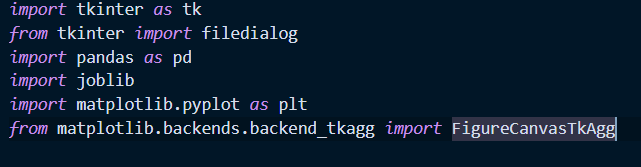 import tkinter as tk
from tkinter import filedialog
import pandas as pd
import joblib
import matplotlib.pyplot as plt
from matplotlib.backends.backend_tkagg import FigureCanvasTkAgg